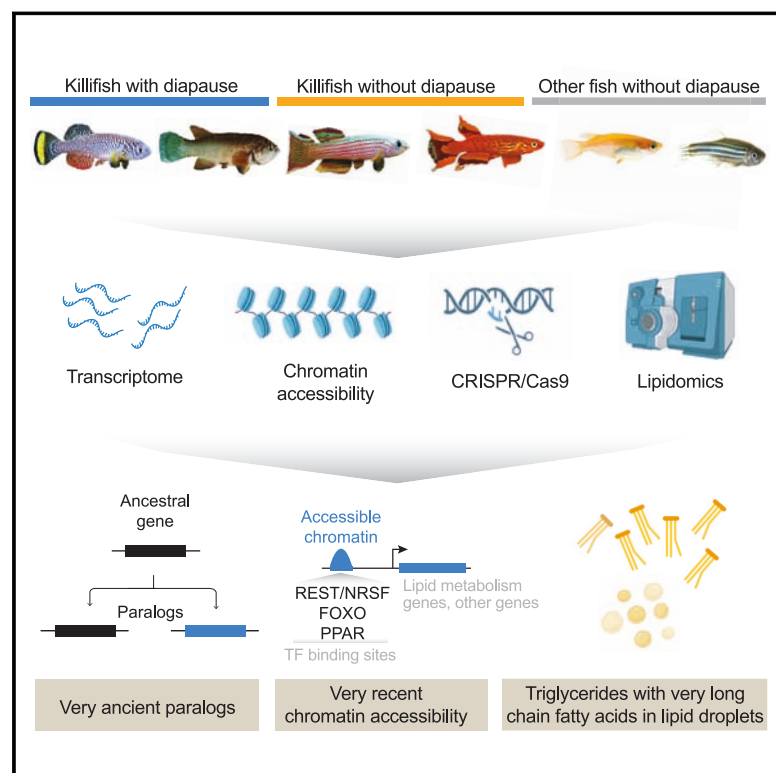 Killifish with diapause
Killifish without diapause
Other fish without diapause
Transcriptome
Chromatin
accessibility
CRISPR/Cas9
Lipidomics
Ancestral
gene
Paralogs
Accessible
chromatin
REST/NRSF
FOXO
PPAR
TF binding sites
Lipid metabolism
genes, other genes
Very ancient paralogs
Very recent
chromatin accessibility
Triglycerides with very long
chain fatty acids in lipid droplets